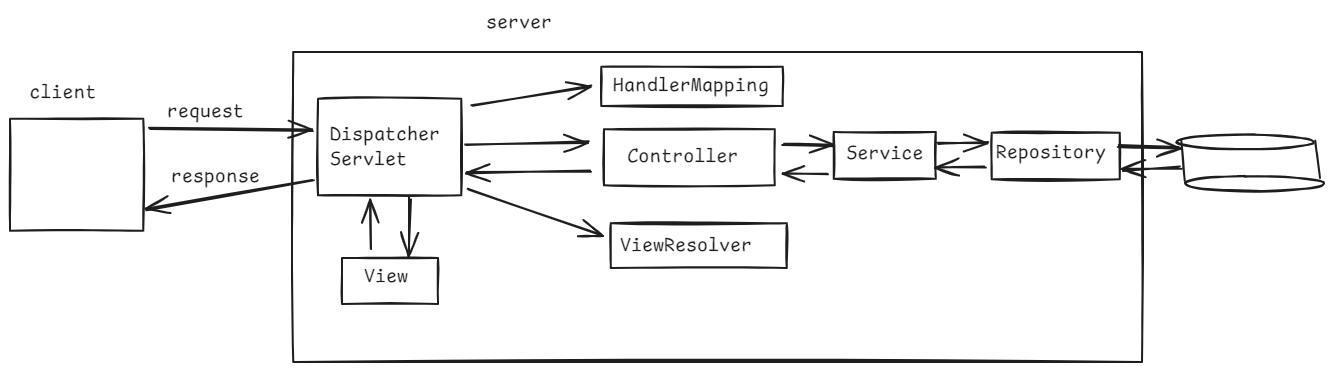 server
client
request
response
Dispatcher
Servlet
View
HandlerMapping
Controller
ViewResolver
Service
Repository